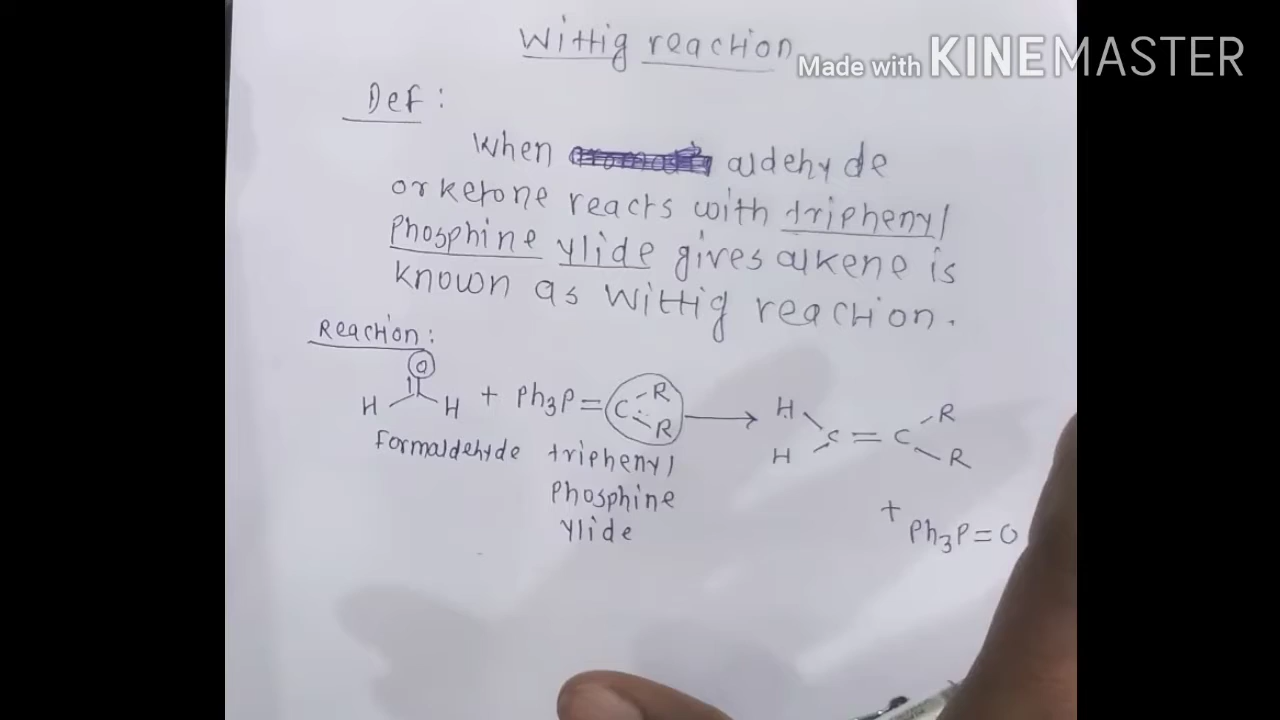 Wittig reaction
Made with KINEMASTER
Def :
When aldehyde
or ketone reacts with triphenyl
phosphine ylide gives alkene is
known as Wittig reaction.
Reaction :
O
H H + Ph3P = C R R → H H C = C R R
Formaldehyde triphenyl
phosphine
ylide
+ Ph3P = O